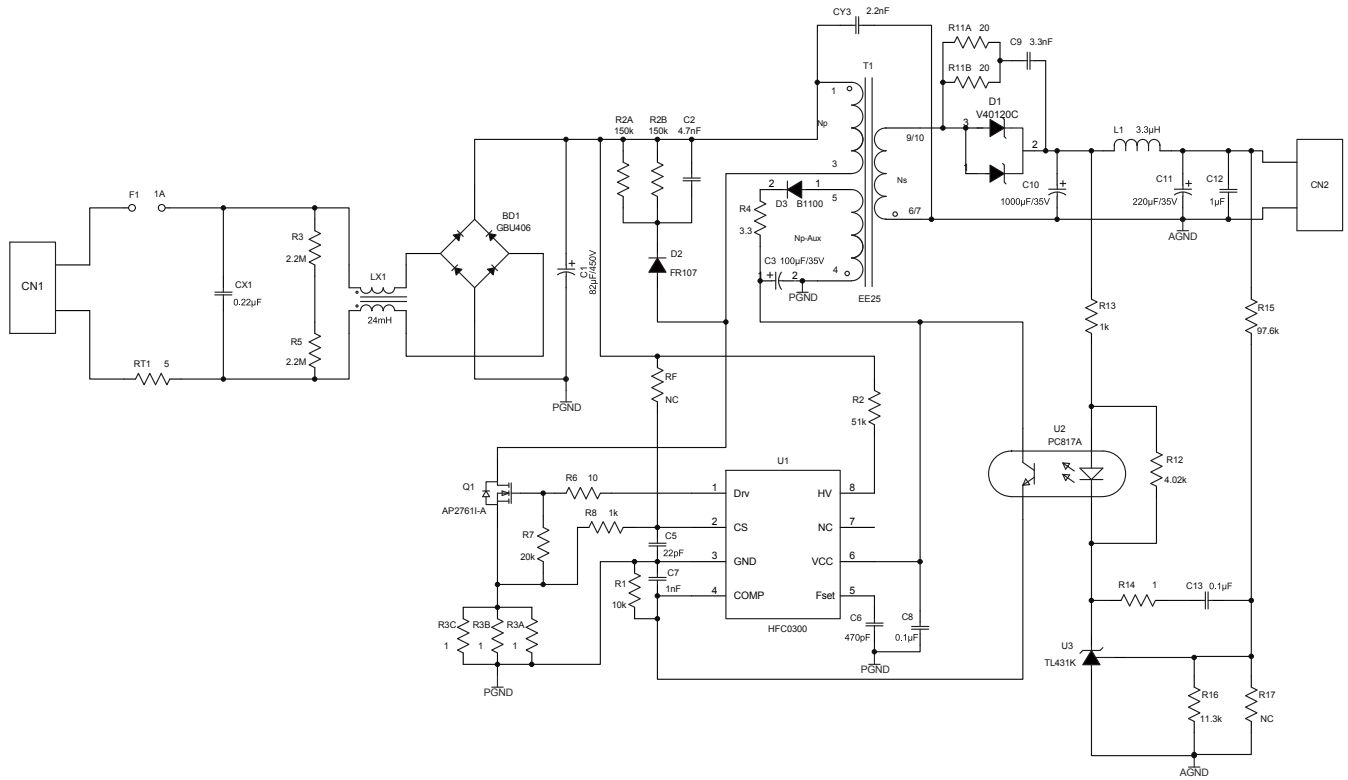 CY3 2.2nF
R11A 20
C9 3.3nF
R11B 20
T1
1
Np
3
D1
V40120C
3
2
1
9/10
Ns
6/7
R2A
150k
R2B
150k
C2
4.7nF
L1 3.3µH
C10
1000µF/35V
C11
220µF/35V
C12
1µF
CN2
AGND
F1 1A
BD1
GBU406
2 1
D3 B1100
R4
3.3
5
Np-Aux
4
C3 100µF/35V
1 2
PGND
EE25
CN1
CX1
0.22µF
R3
2.2M
LX1
24mH
R5
2.2M
RT1 5
C1
82µF/450V
PGND
D2
FR107
R13
1k
R15
97.6k
RF
NC
R2
51k
U2
PC817A
R12
4.02k
Q1
AP2761I-A
R6 10
R7
20k
R8 1k
C5
22pF
C7
1nF
R1
10k
U1
1 Drv HV 8
2 CS NC 7
3 GND VCC 6
4 COMP Fset 5
HFC0300
C6
470pF
C8
0.1µF
PGND
R3C
1
R3B
1
R3A
1
PGND
R14 1
C13 0.1µF
U3
TL431K
R16
11.3k
R17
NC
AGND